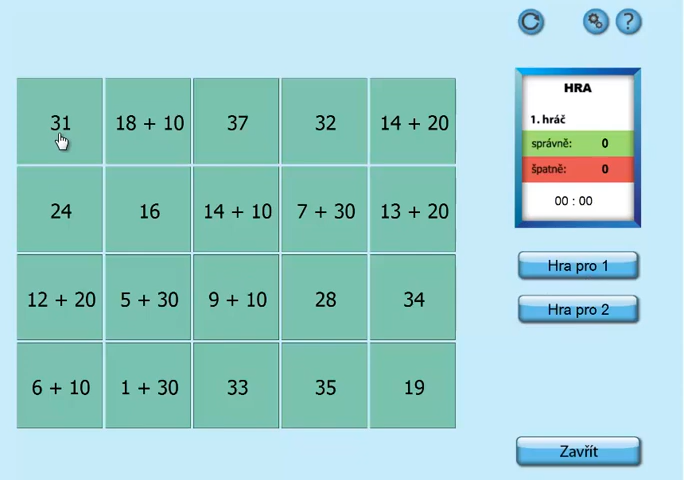 ?
HRA
1. hráč
správně: 0
špatně: 0
00 : 00
31 18 + 10 37 32 14 + 20
24 16 14 + 10 7 + 30 13 + 20
12 + 20 5 + 30 9 + 10 28 34
6 + 10 1 + 30 33 35 19
Hra pro 1
Hra pro 2
Zavřít